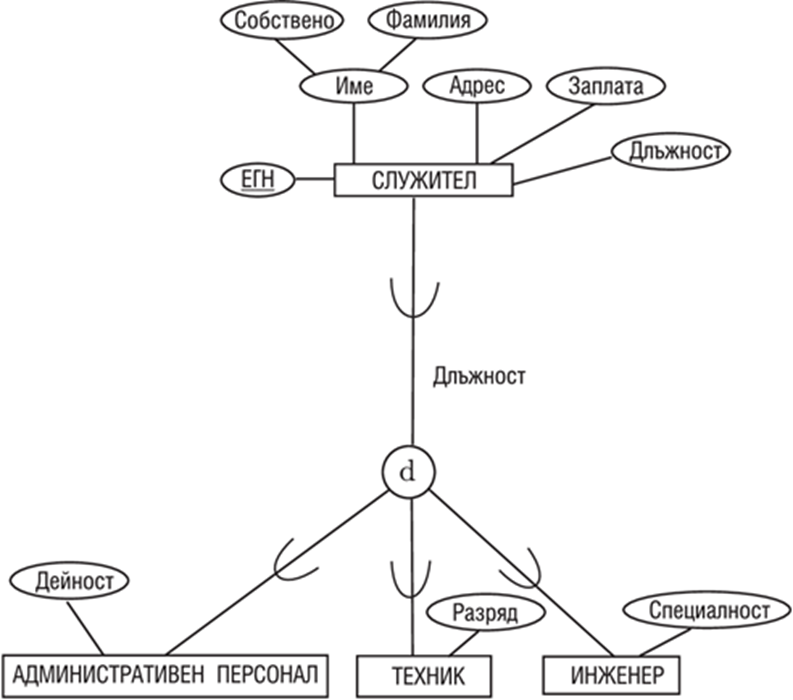 Собствено
Фамилия
Име
Адрес
Заплата
Длъжност
ЕГН
СЛУЖИТЕЛ
Длъжност
d
Дейност
Разряд
Специалност
АДМИНИСТРАТИВЕН ПЕРСОНАЛ
ТЕХНИК
ИНЖЕНЕР